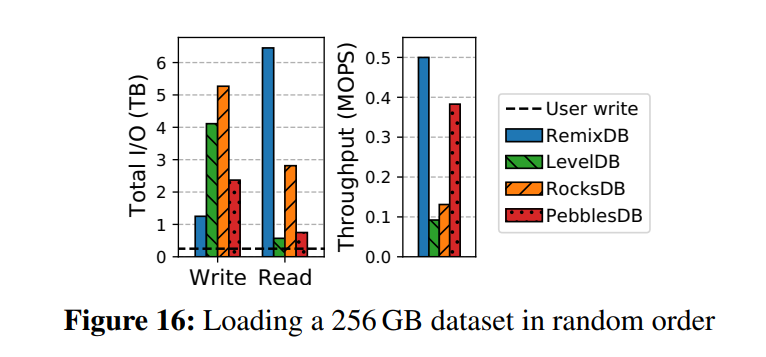 Total I/O (TB)
6
5
4
3
2
1
0
Write Read
Throughput (MOPS)
0.5
0.4
0.3
0.2
0.1
0.0
User write
RemixDB
LevelDB
RocksDB
PebblesDB
Figure 16: Loading a 256 GB dataset in random order